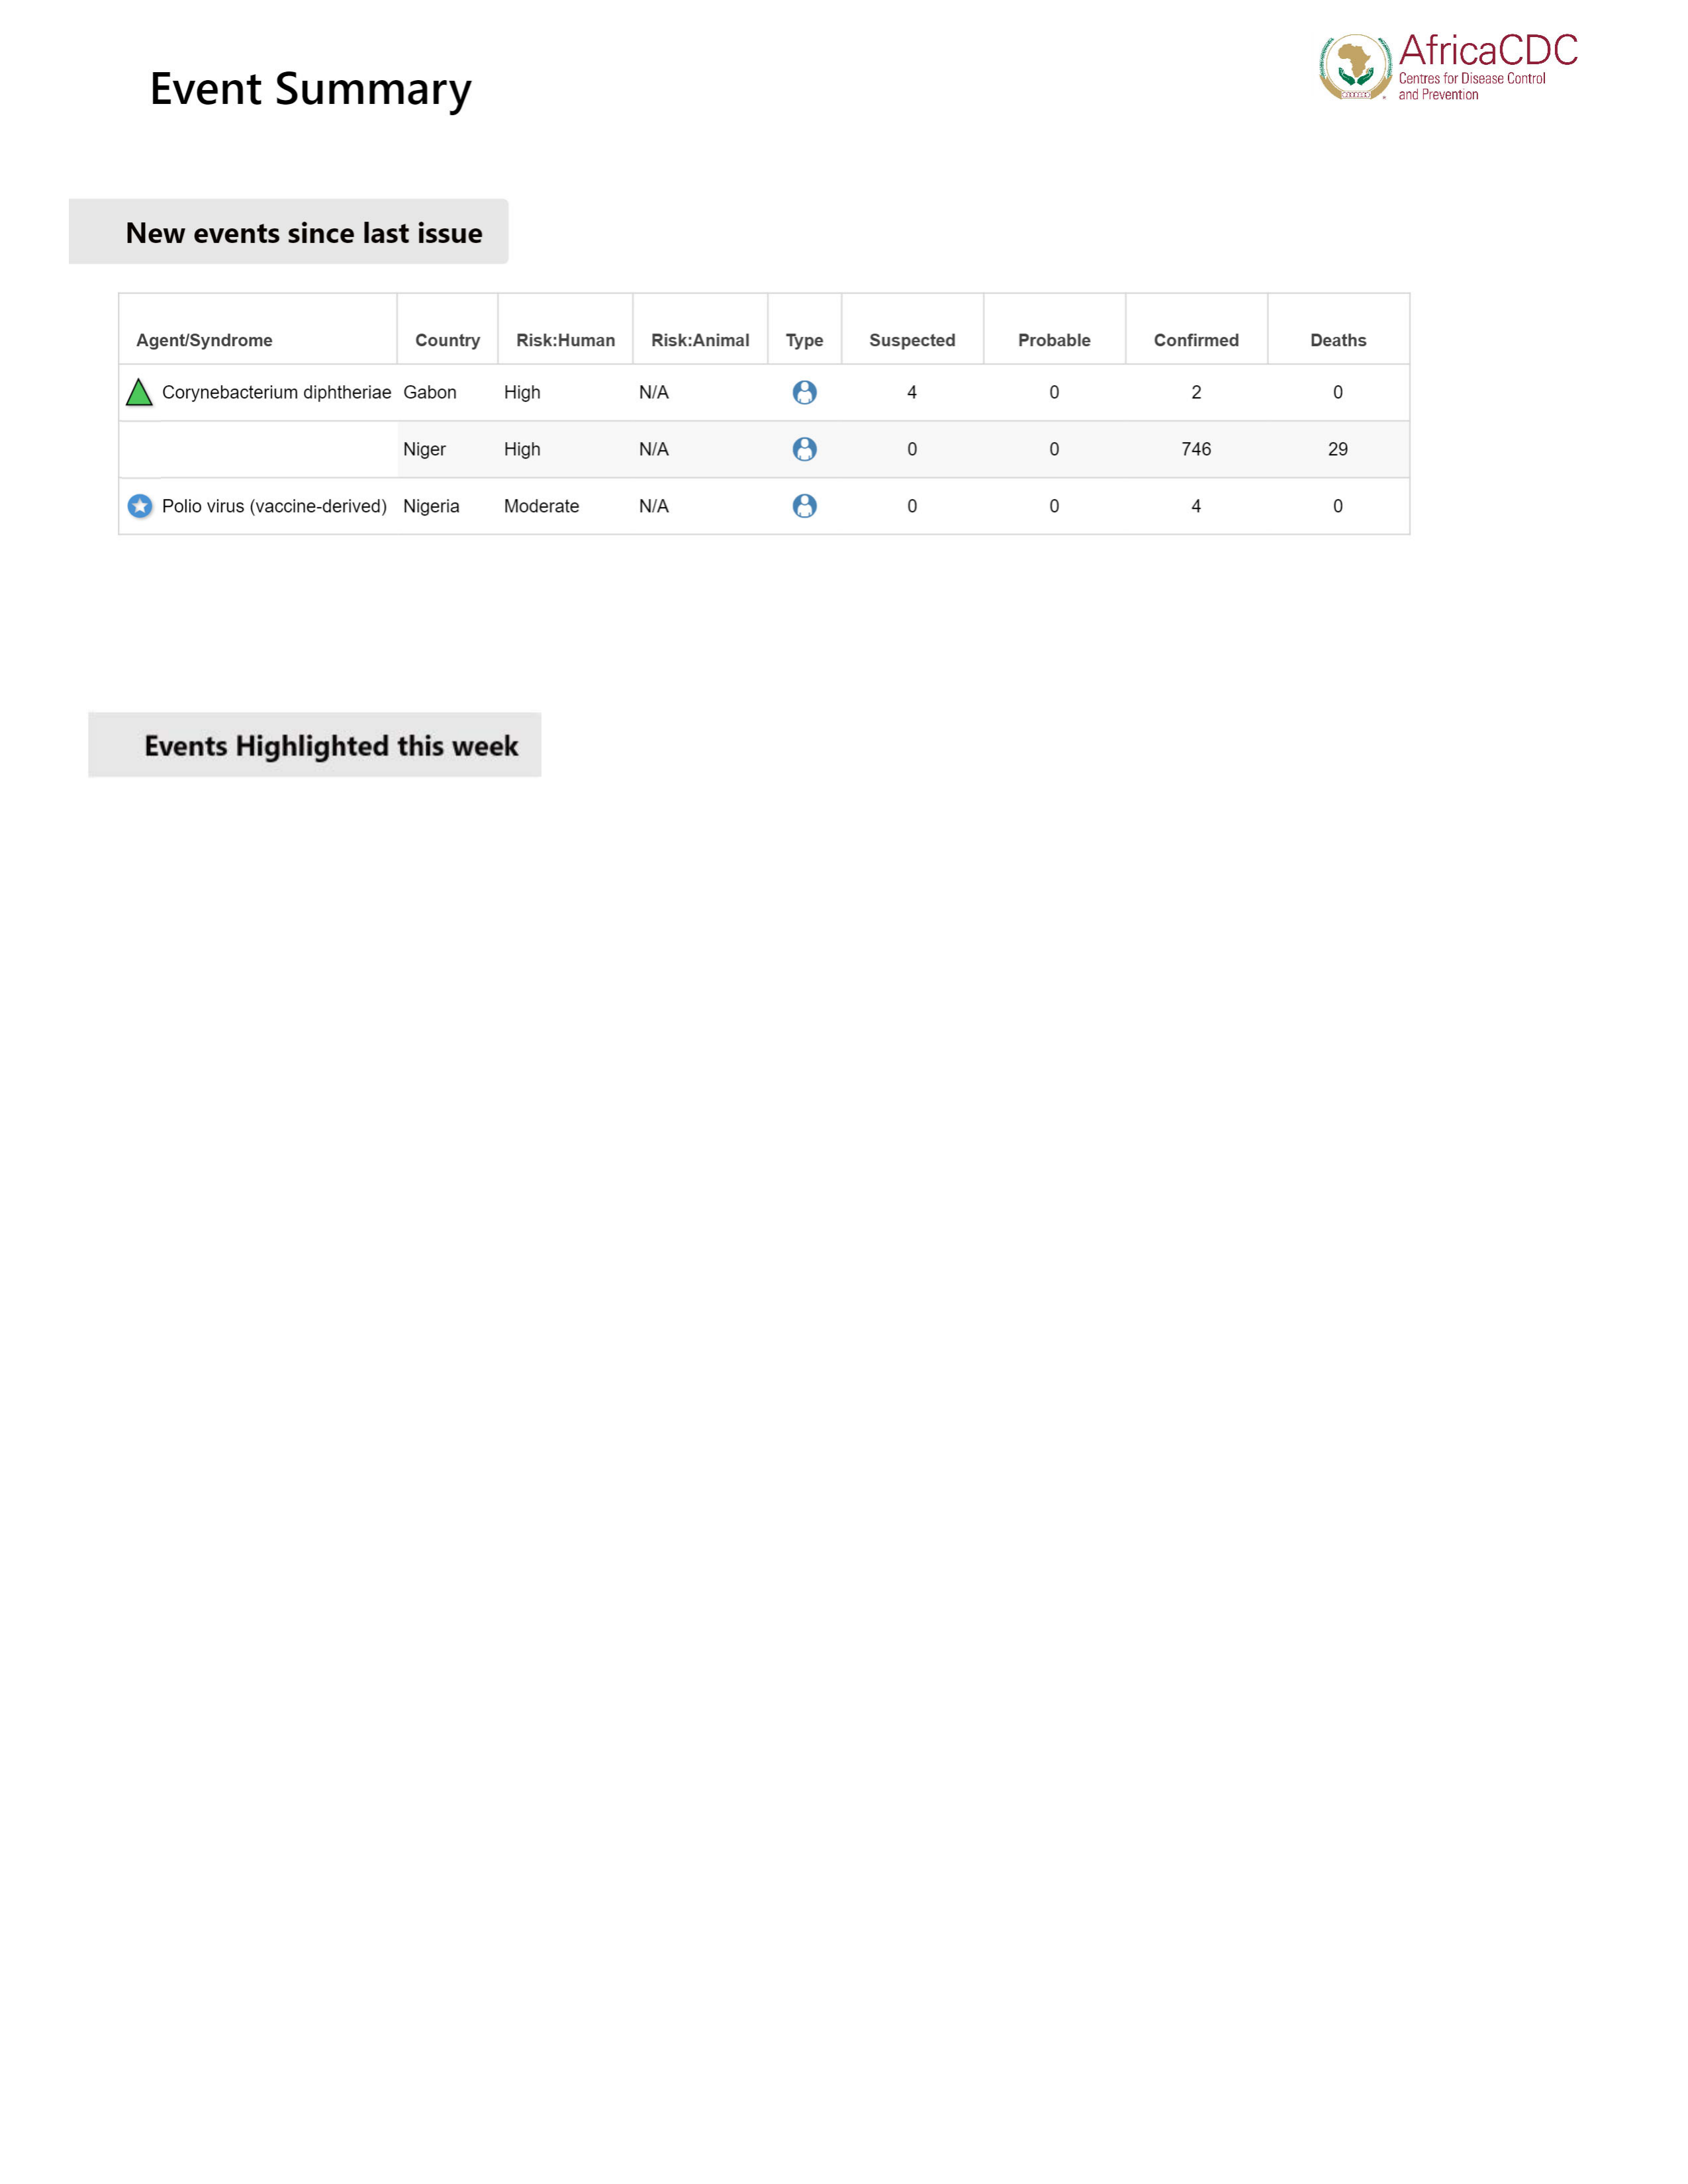 Event Summary
AfricaCDC
Centres for Disease Control
and Prevention
New events since last issue
Agent/Syndrome Country Risk:Human Risk:Animal Type Suspected Probable Confirmed Deaths
Corynebacterium diphtheriae Gabon High N/A 4 0 2 0
Niger High N/A 0 0 746 29
Polio virus (vaccine-derived) Nigeria Moderate N/A 0 0 4 0
Events Highlighted this week